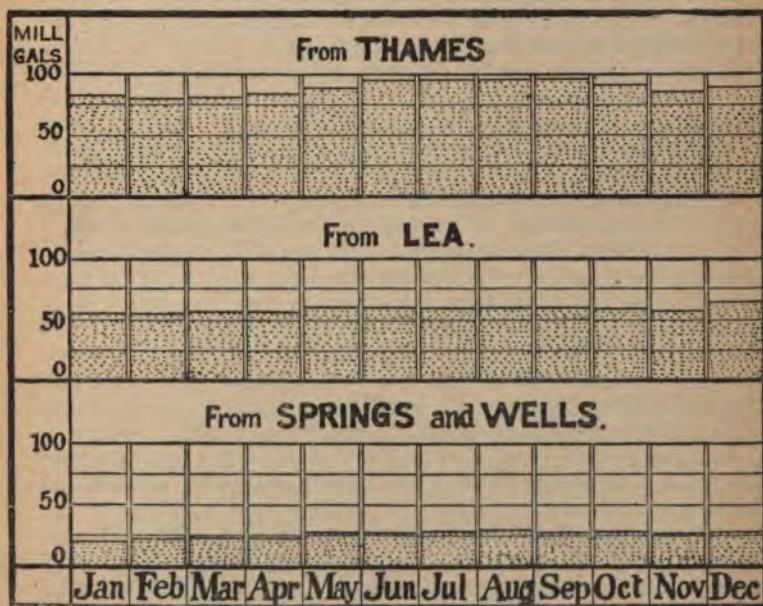 MILL
GALS
From THAMES
100
50
0
From LEA.
100
50
0
From SPRINGS and WELLS.
100
50
0
Jan Feb Mar Apr May Jun Jul Aug Sep Oct Nov Dec